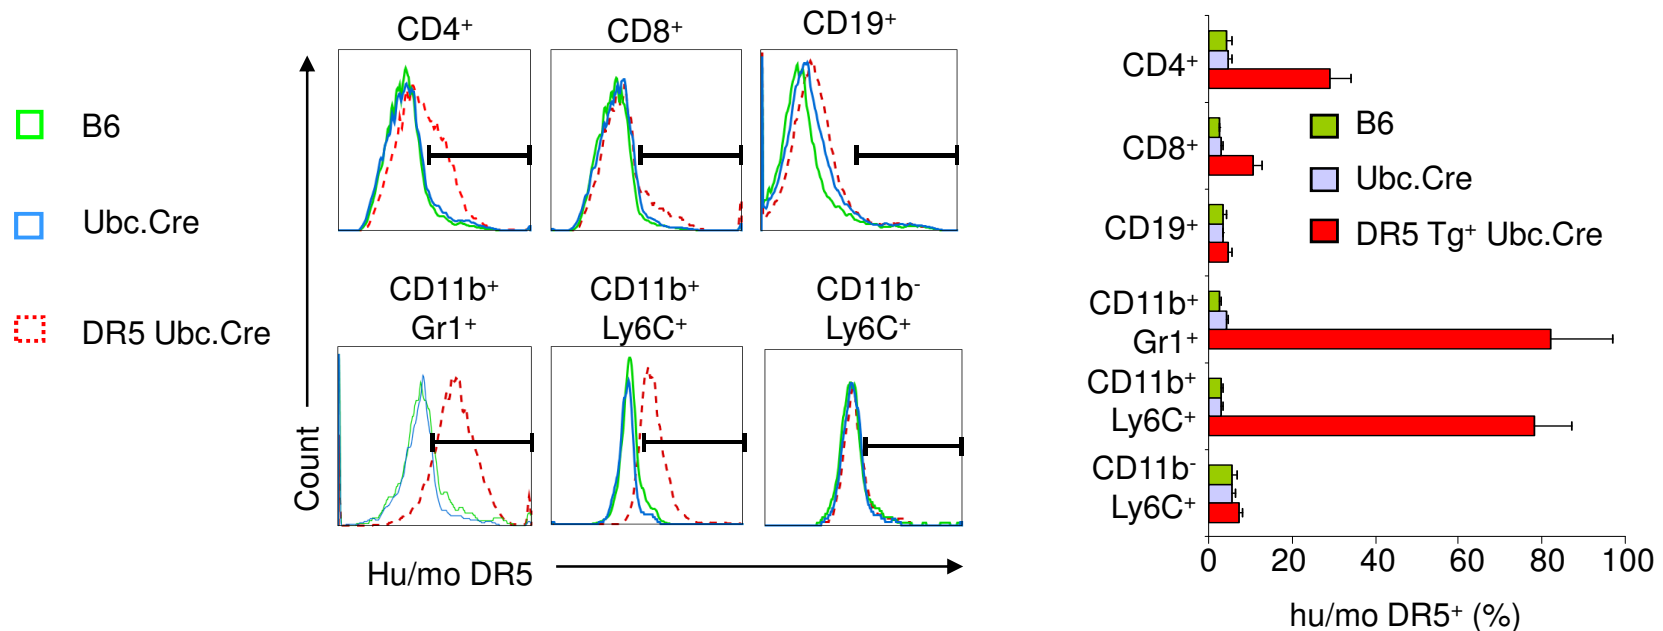 B6
Ubc.Cre
DR5 Ubc.Cre
CD4⁺
CD8⁺
CD19⁺
CD11b⁺
Gr1⁺
CD11b⁺
Ly6C⁺
CD11b⁻
Ly6C⁺
Count
Hu/mo DR5
CD4⁺
CD8⁺
CD19⁺
CD11b⁺
Gr1⁺
CD11b⁺
Ly6C⁺
CD11b⁻
Ly6C⁺
B6
Ubc.Cre
DR5 Tg⁺ Ubc.Cre
0 20 40 60 80 100
hu/mo DR5⁺ (%)